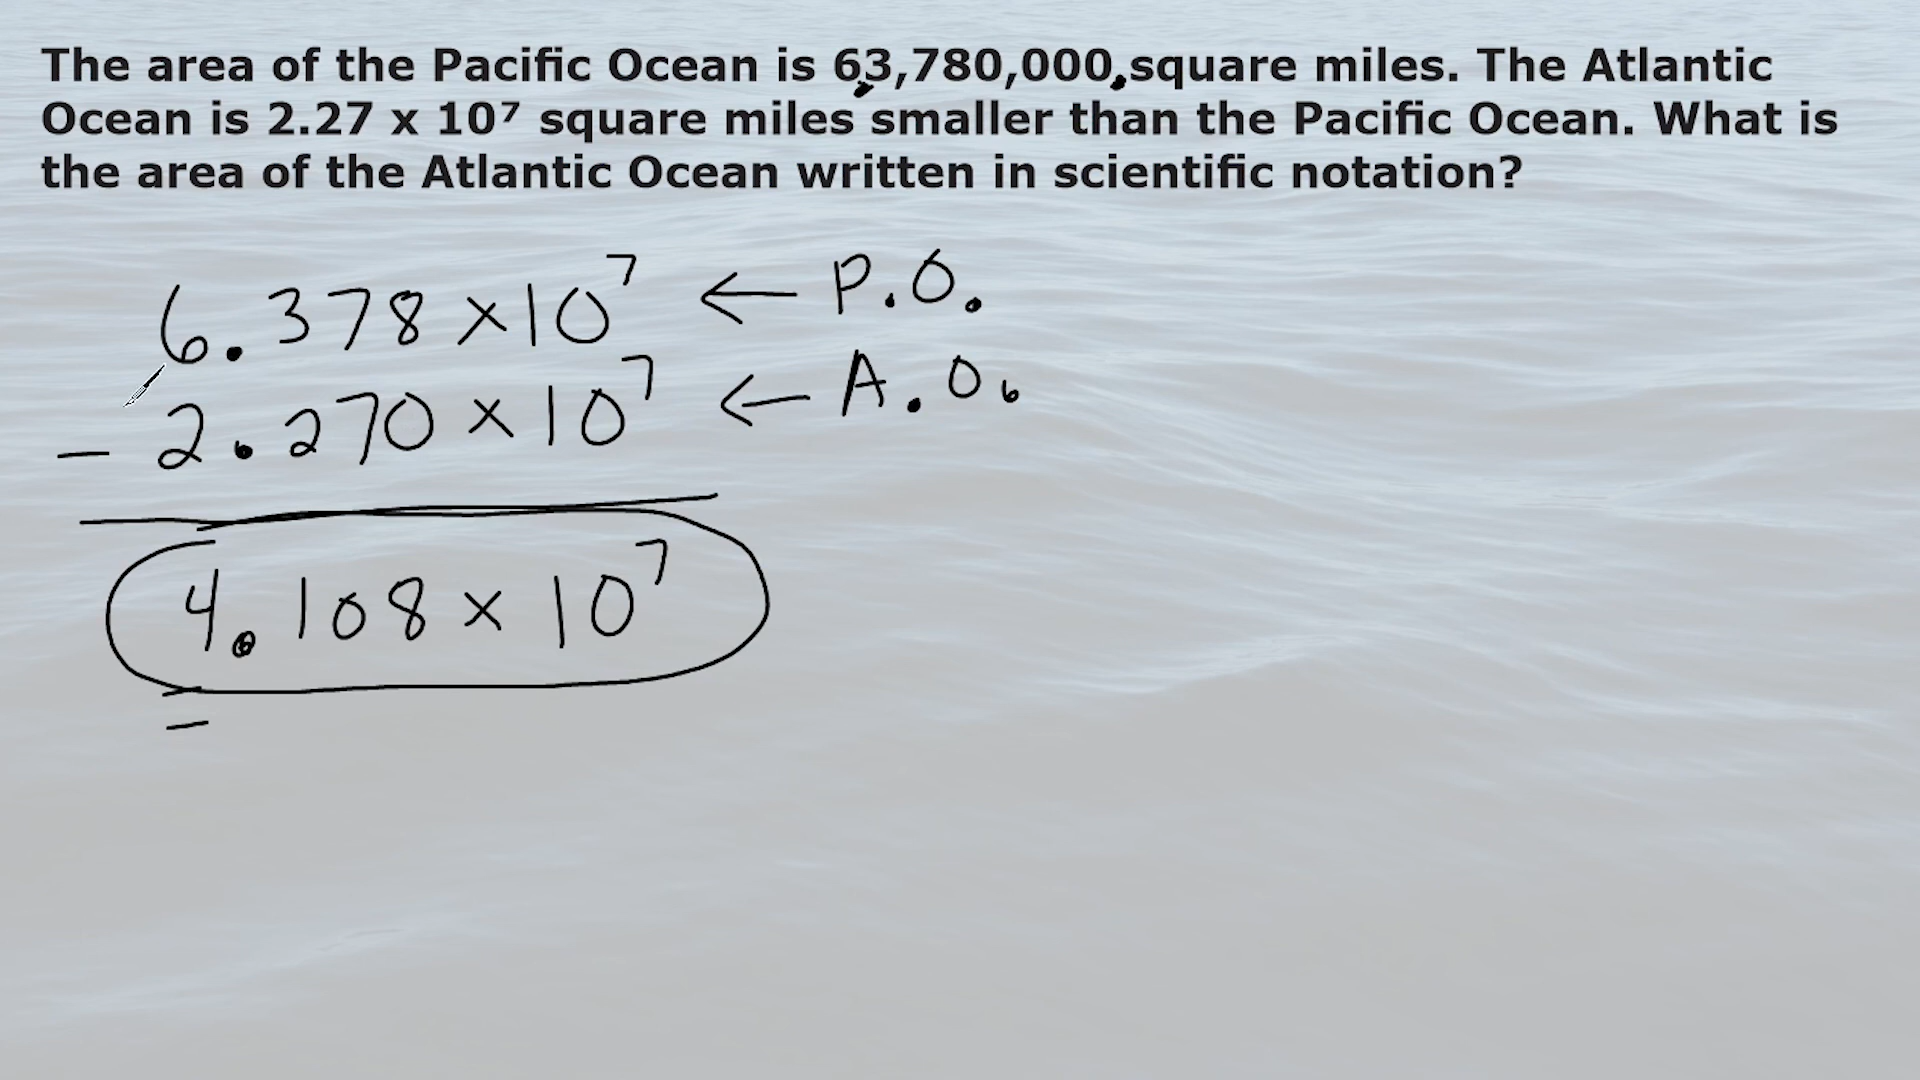 The area of the Pacific Ocean is 63,780,000 square miles. The Atlantic
Ocean is 2.27 x 10⁷ square miles smaller than the Pacific Ocean. What is
the area of the Atlantic Ocean written in scientific notation?
6.378 × 10⁷ ← P.O.
- 2.270 × 10⁷ ← A.O.
4.108 × 10⁷